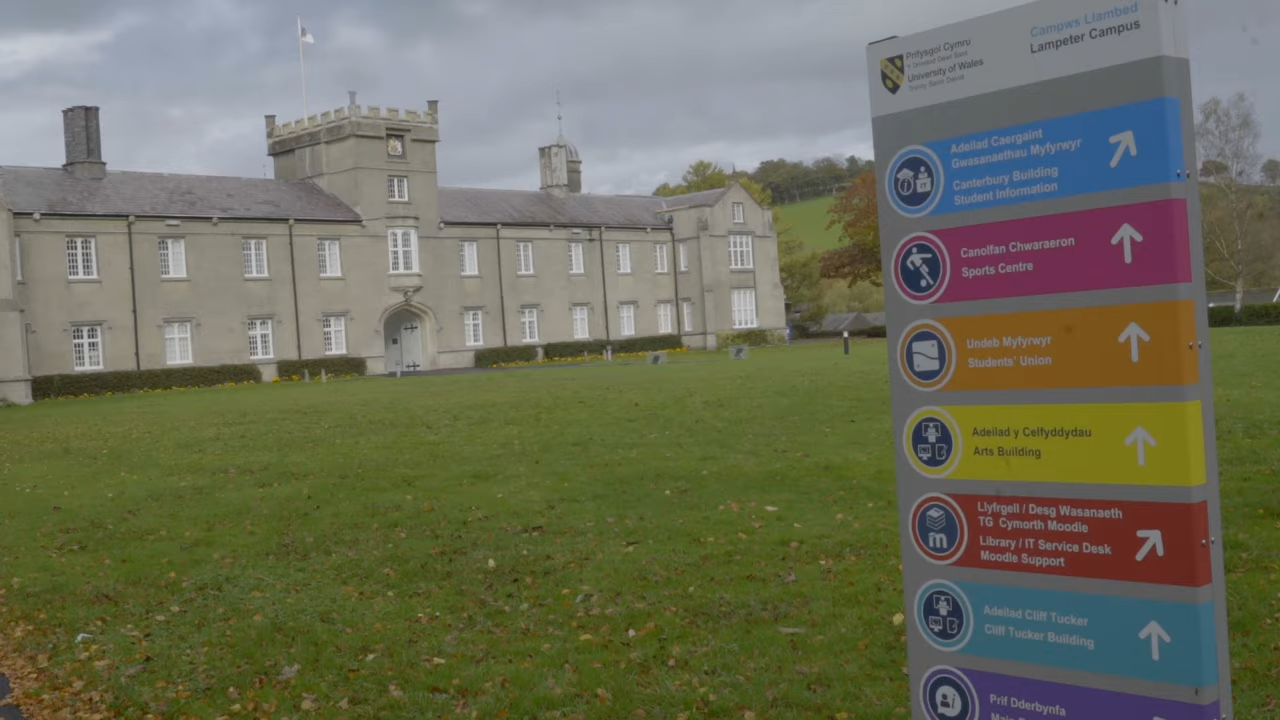 Prifysgol Cymru
Y Drindod Dewi Sant
University of Wales
Trinity Saint David
Campws Llambed
Lampeter Campus
Adeilad Caergaint
Gwasanaethau Myfyrwyr
Canterbury Building
Student Information
Canolfan Chwaraeron
Sports Centre
Undeb Myfyrwyr
Students' Union
Adeilad y Celfyddydau
Arts Building
Llyfrgell / Desg Wasanaeth
TG Cymorth Moodle
Library / IT Service Desk
Moodle Support
m
Adeilad Cliff Tucker
Cliff Tucker Building
Prif Dderbynfa